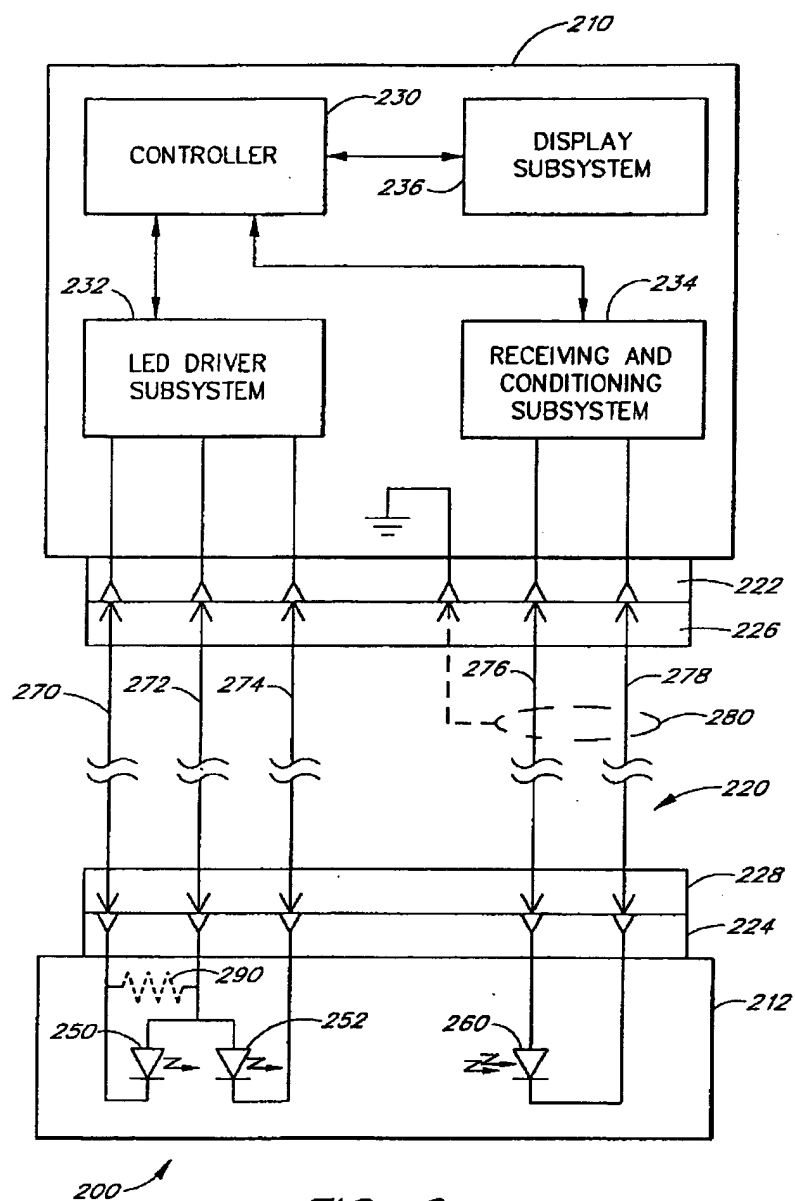 210
230
CONTROLLER
DISPLAY
SUBSYSTEM
236
232
234
LED DRIVER
SUBSYSTEM
RECEIVING AND
CONDITIONING
SUBSYSTEM
222
226
270
272
274
276
278
280
220
228
224
290
212
250
252
260
200